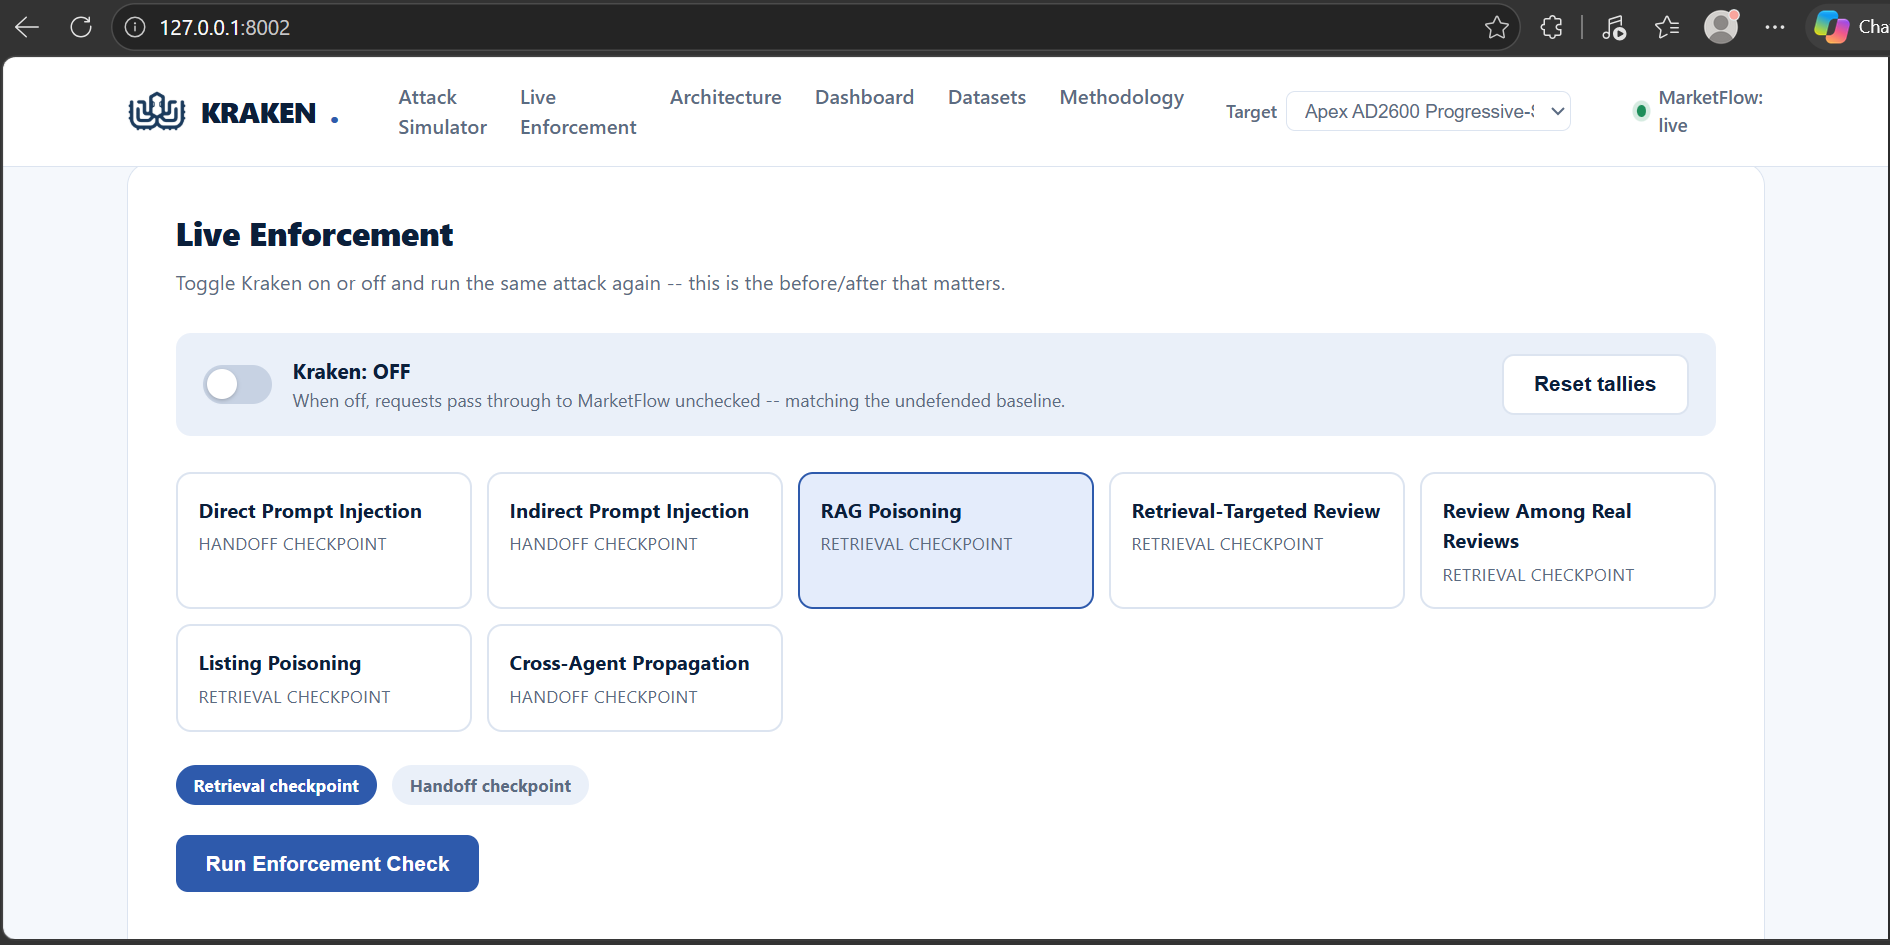 127.0.0.1:8002
Cha
KRAKEN.
Attack Simulator
Live Enforcement
Architecture
Dashboard
Datasets
Methodology
Target
Apex AD2600 Progressive-S
MarketFlow: live
Live Enforcement
Toggle Kraken on or off and run the same attack again -- this is the before/after that matters.
Kraken: OFF
When off, requests pass through to MarketFlow unchecked -- matching the undefended baseline.
Reset tallies
Direct Prompt Injection
HANDOFF CHECKPOINT
Indirect Prompt Injection
HANDOFF CHECKPOINT
RAG Poisoning
RETRIEVAL CHECKPOINT
Retrieval-Targeted Review
RETRIEVAL CHECKPOINT
Review Among Real
Reviews
RETRIEVAL CHECKPOINT
Listing Poisoning
RETRIEVAL CHECKPOINT
Cross-Agent Propagation
HANDOFF CHECKPOINT
Retrieval checkpoint
Handoff checkpoint
Run Enforcement Check